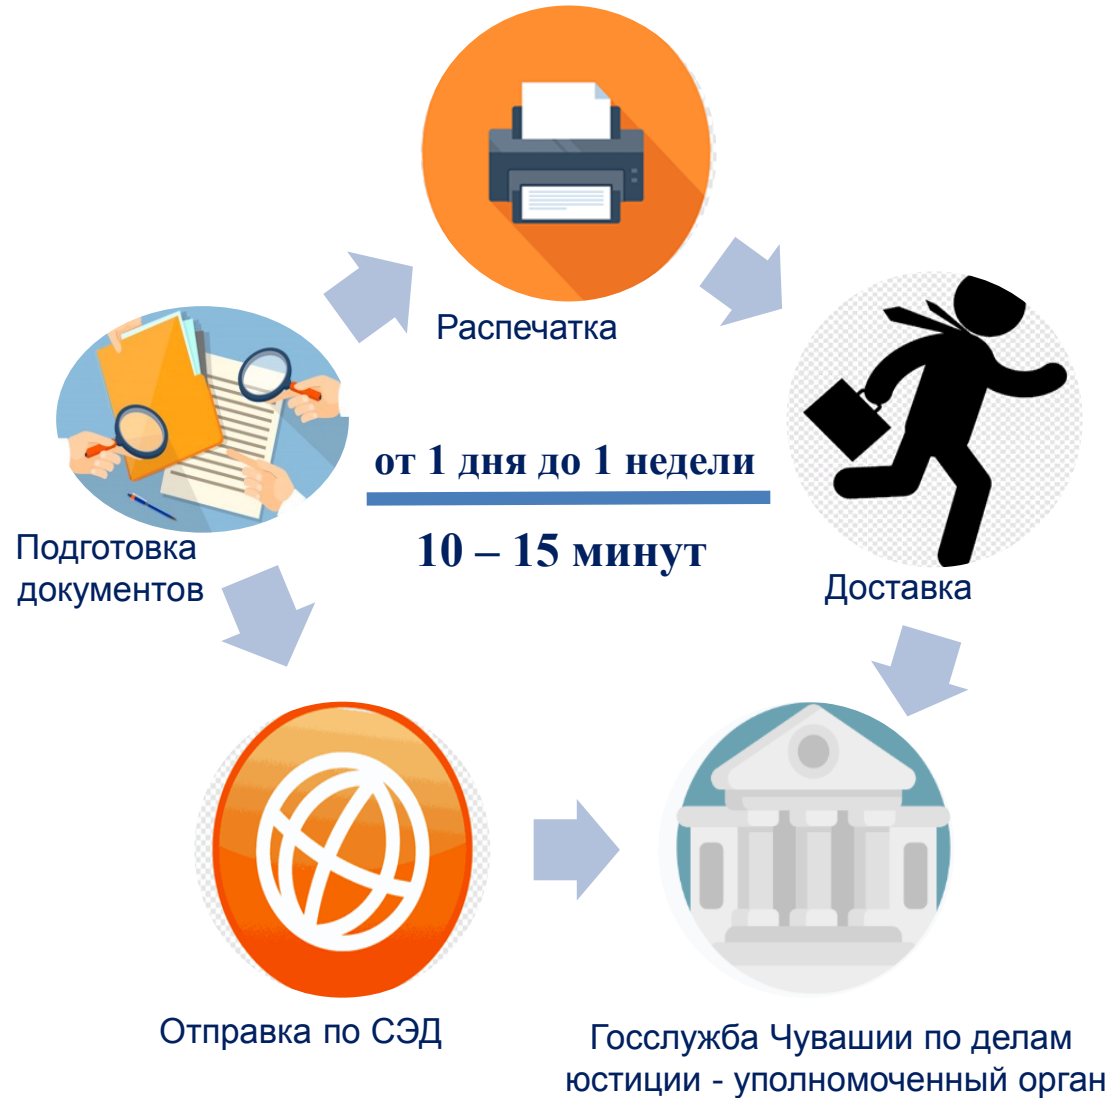 Распечатка
от 1 дня до 1 недели
10 – 15 минут
Подготовка
документов
Доставка
Отправка по СЭД
Госслужба Чувашии по делам
юстиции - уполномоченный орган